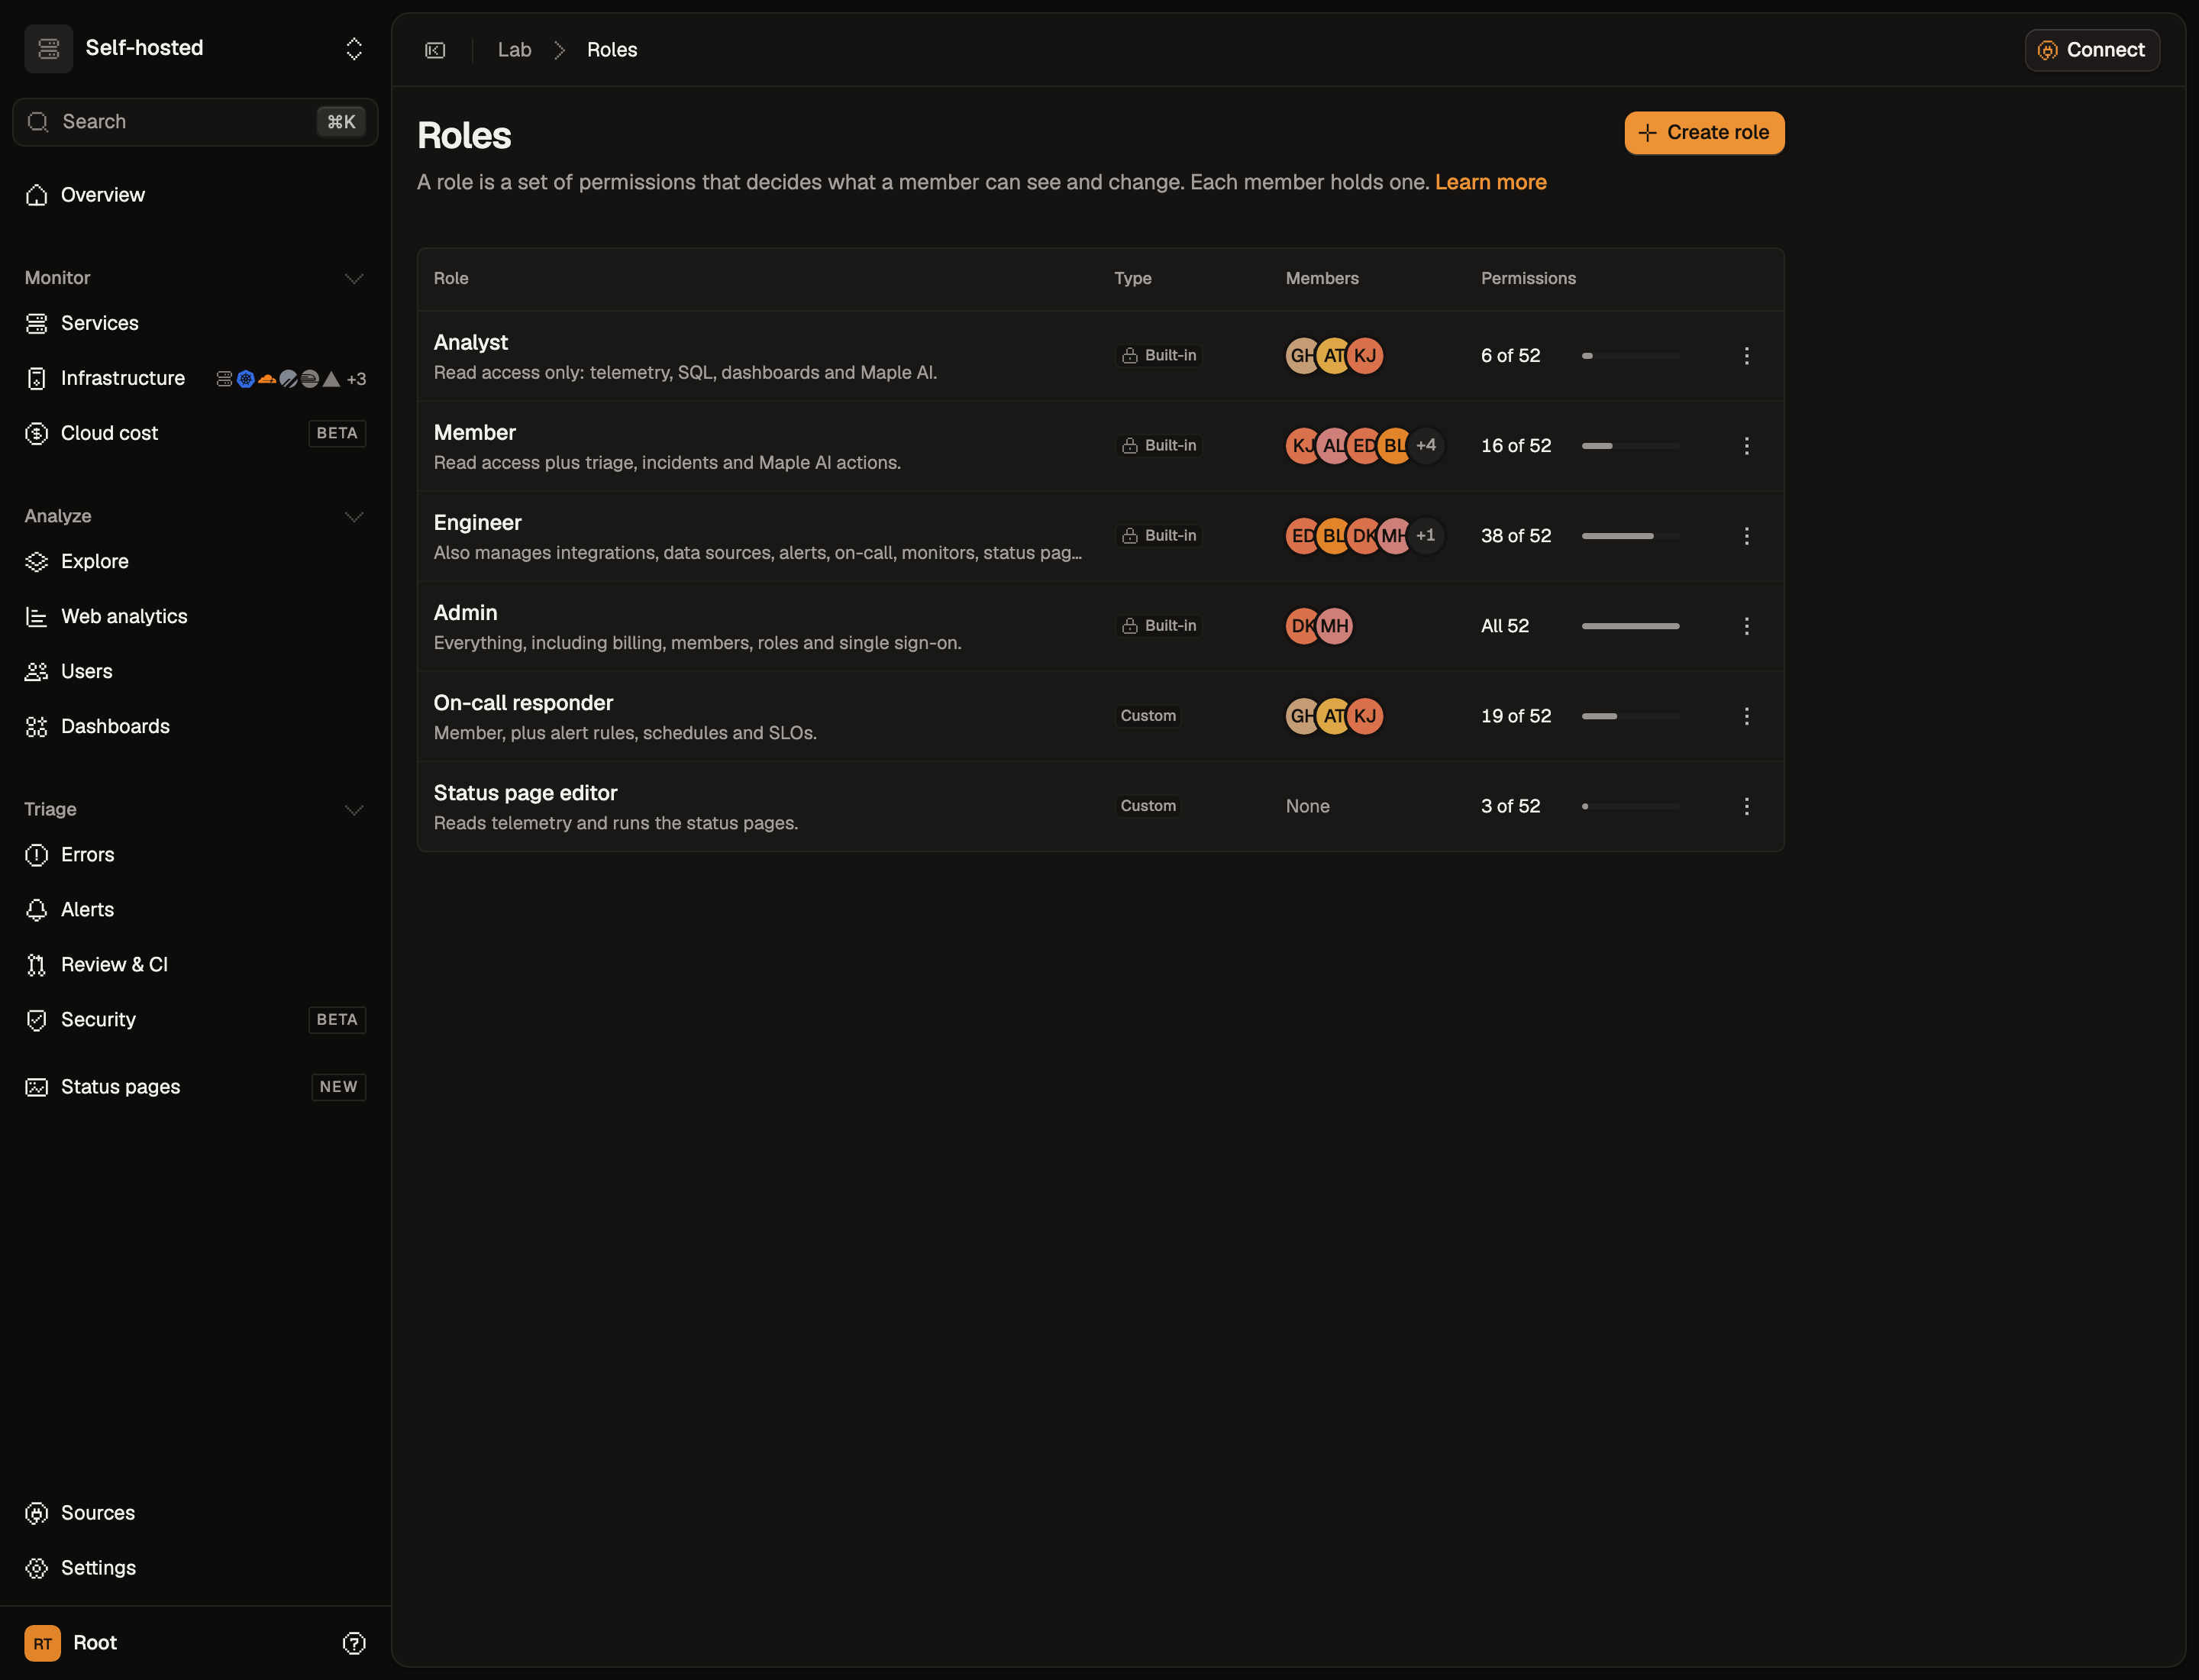 Self-hosted
Search ⌘K
Overview
Monitor
Services
Infrastructure +3
Cloud cost BETA
Analyze
Explore
Web analytics
Users
Dashboards
Triage
Errors
Alerts
Review & CI
Security BETA
Status pages NEW
Sources
Settings
RT Root
Lab Roles
Connect
Roles
Create role
A role is a set of permissions that decides what a member can see and change. Each member holds one. Learn more
Role Type Members Permissions
Analyst
Read access only: telemetry, SQL, dashboards and Maple AI.
Built-in
GH AT KJ
6 of 52
Member
Read access plus triage, incidents and Maple AI actions.
Built-in
KJ AL ED BL +4
16 of 52
Engineer
Also manages integrations, data sources, alerts, on-call, monitors, status pag...
Built-in
ED BL DK MH +1
38 of 52
Admin
Everything, including billing, members, roles and single sign-on.
Built-in
DK MH
All 52
On-call responder
Member, plus alert rules, schedules and SLOs.
Custom
GH AT KJ
19 of 52
Status page editor
Reads telemetry and runs the status pages.
Custom
None
3 of 52